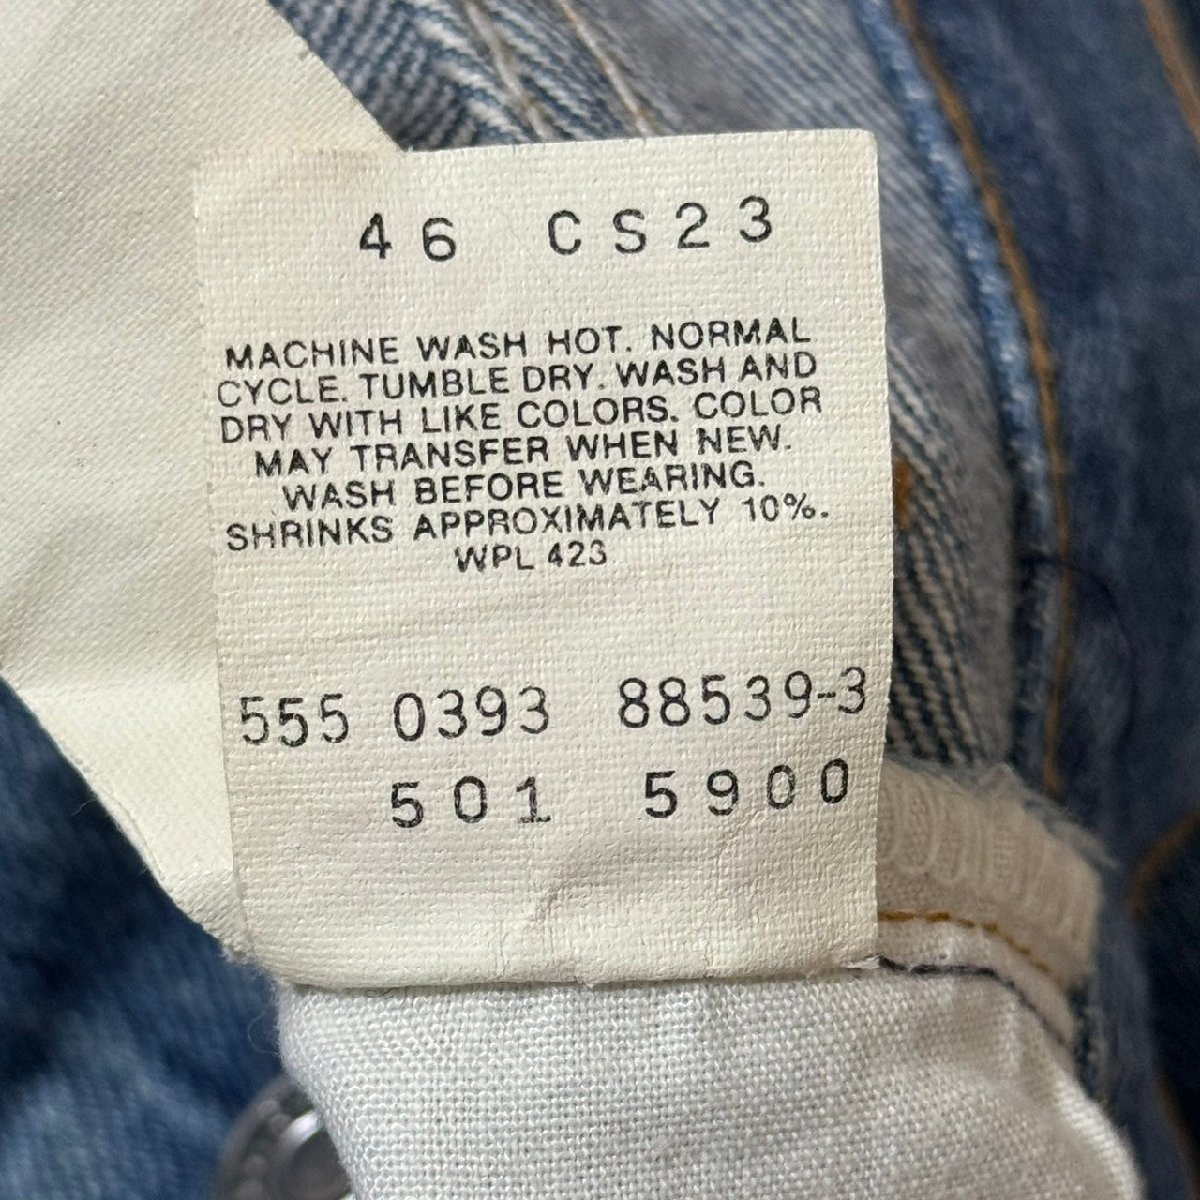 46 CS23
MACHINE WASH HOT. NORMAL
CYCLE. TUMBLE DRY. WASH AND
DRY WITH LIKE COLORS. COLOR
MAY TRANSFER WHEN NEW.
WASH BEFORE WEARING.
SHRINKS APPROXIMATELY 10%.
WPL 423
555 0393 88539-3
501 5900